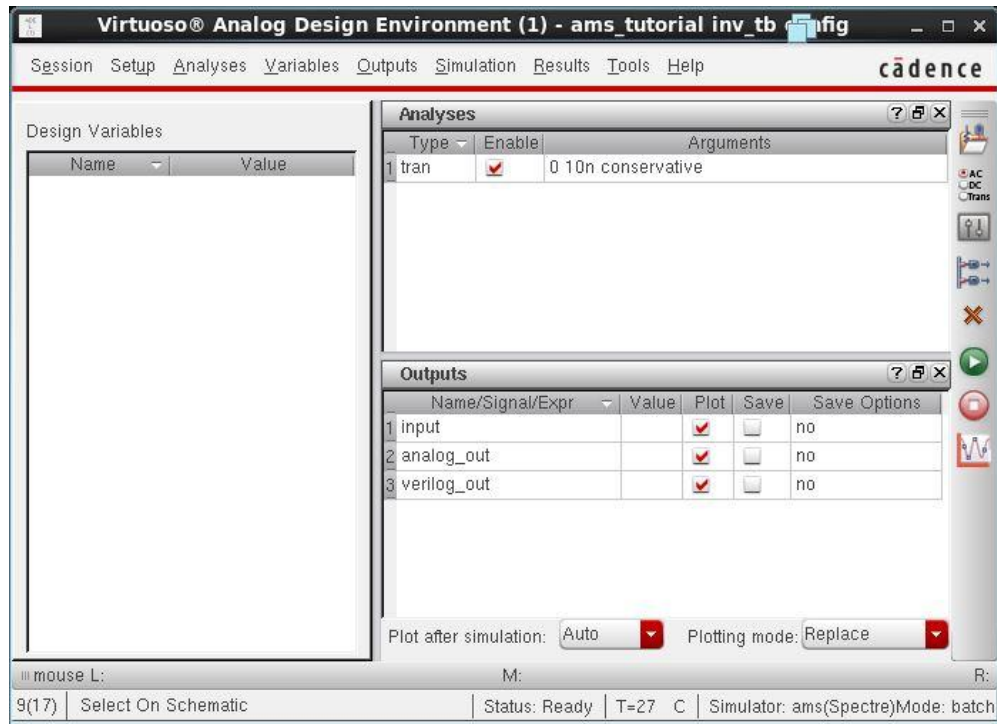 Virtuoso® Analog Design Environment (1) - ams_tutorial inv_tb
Session Setup Analyses Variables Outputs Simulation Results Tools Help cādence
Design Variables
Name Value
Analyses
Type Enable Arguments
1 tran 0 10n conservative
AC
DC
Trans
Outputs
Name/Signal/Expr Value Plot Save Save Options
1 input no
2 analog_out no
3 verilog_out no
Plot after simulation: Auto Plotting mode: Replace
mouse L: M: R:
9(17) Select On Schematic Status: Ready T=27 C Simulator: ams(Spectre) Mode: batch